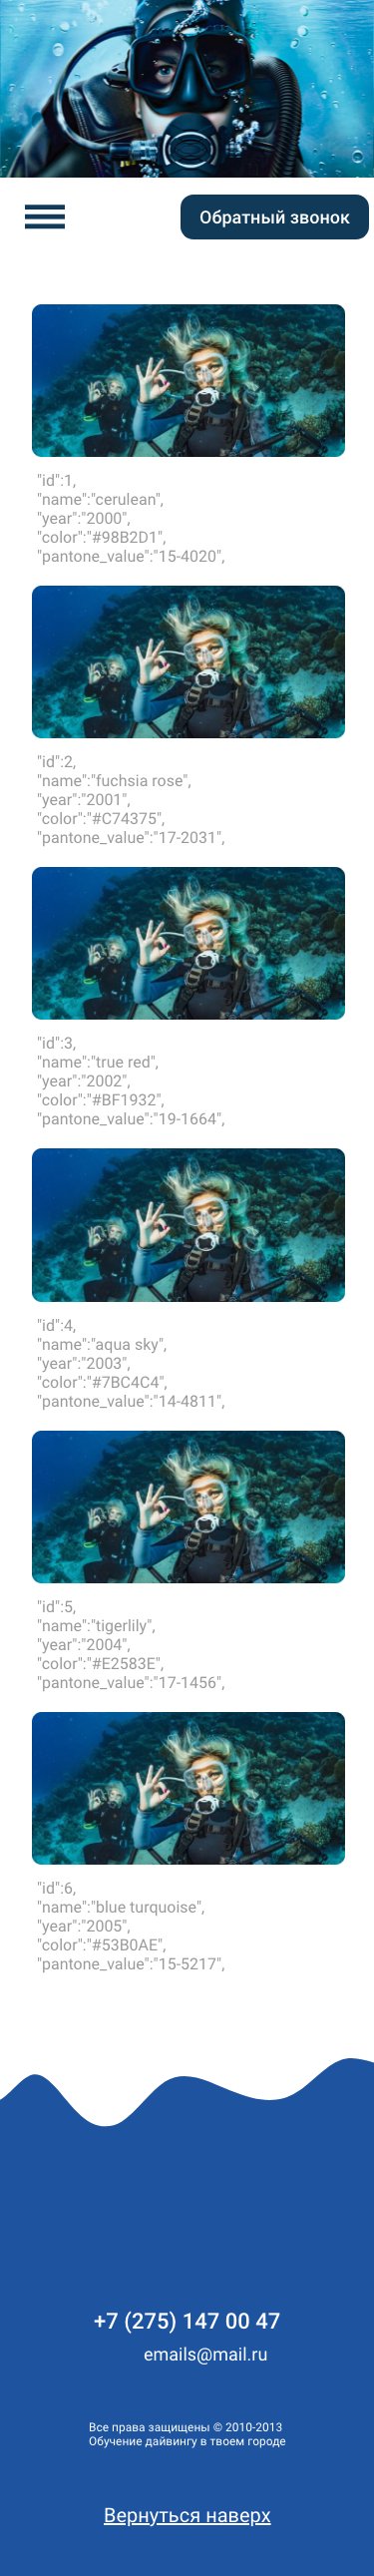 Обратный звонок
"id":1,
"name":"cerulean",
"year":"2000",
"color":"#98B2D1",
"pantone_value":"15-4020",
"id":2,
"name":"fuchsia rose",
"year":"2001",
"color":"#C74375",
"pantone_value":"17-2031",
"id":3,
"name":"true red",
"year":"2002",
"color":"#BF1932",
"pantone_value":"19-1664",
"id":4,
"name":"aqua sky",
"year":"2003",
"color":"#7BC4C4",
"pantone_value":"14-4811",
"id":5,
"name":"tigerlily",
"year":"2004",
"color":"#E2583E",
"pantone_value":"17-1456",
"id":6,
"name":"blue turquoise",
"year":"2005",
"color":"#53B0AE",
"pantone_value":"15-5217",
+7 (275) 147 00 47
emails@mail.ru
Все права защищены © 2010-2013
Обучение дайвингу в твоем городе
Вернуться наверх